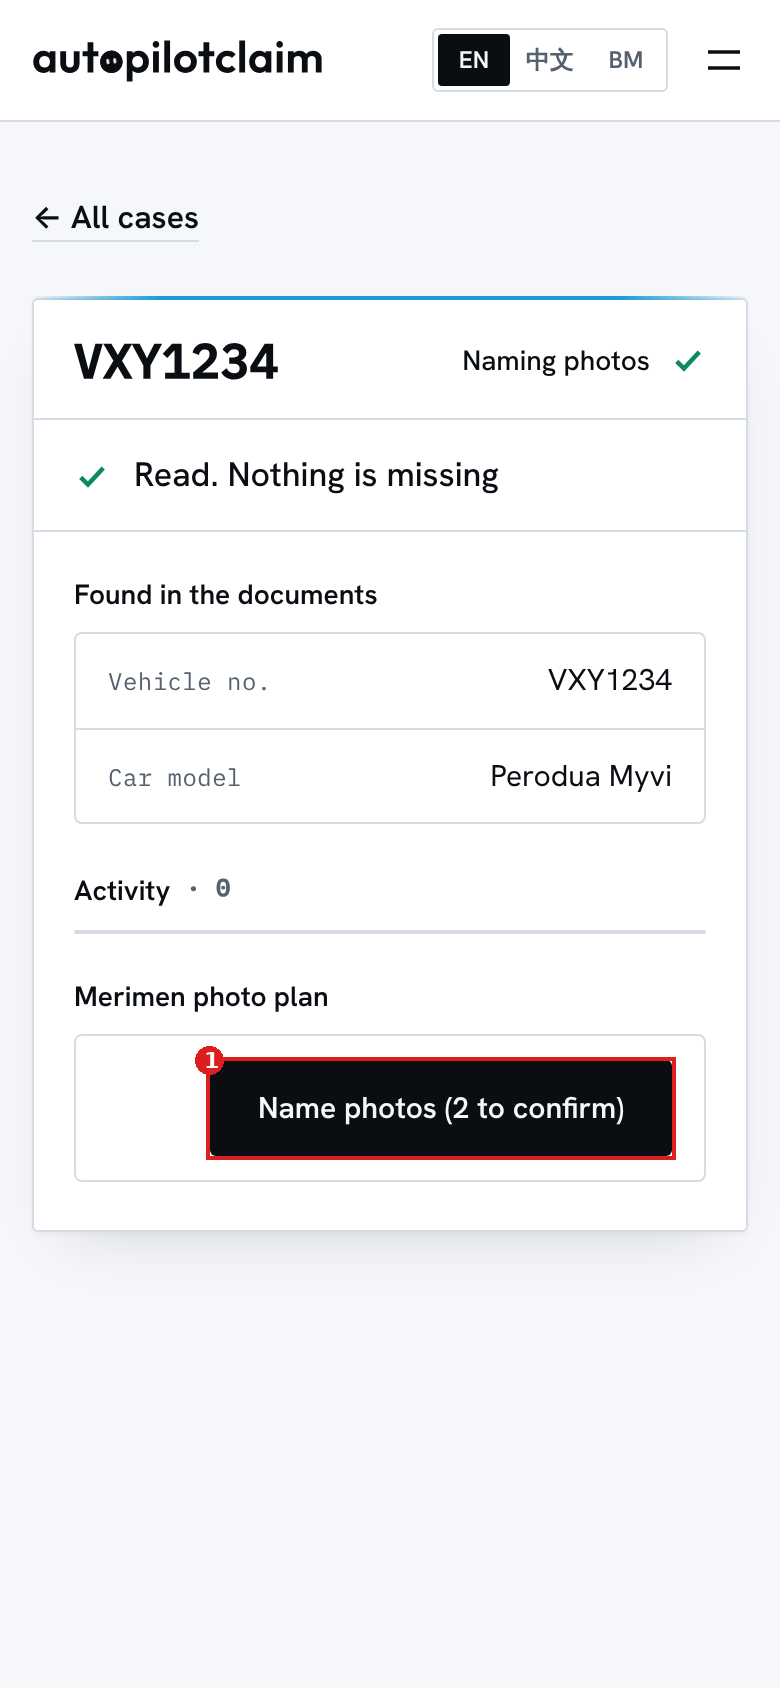 autopilotclaim
EN 中文 BM
← All cases
VXY1234
Naming photos ✓
✓ Read. Nothing is missing
Found in the documents
Vehicle no. VXY1234
Car model Perodua Myvi
Activity · 0
Merimen photo plan
1
Name photos (2 to confirm)